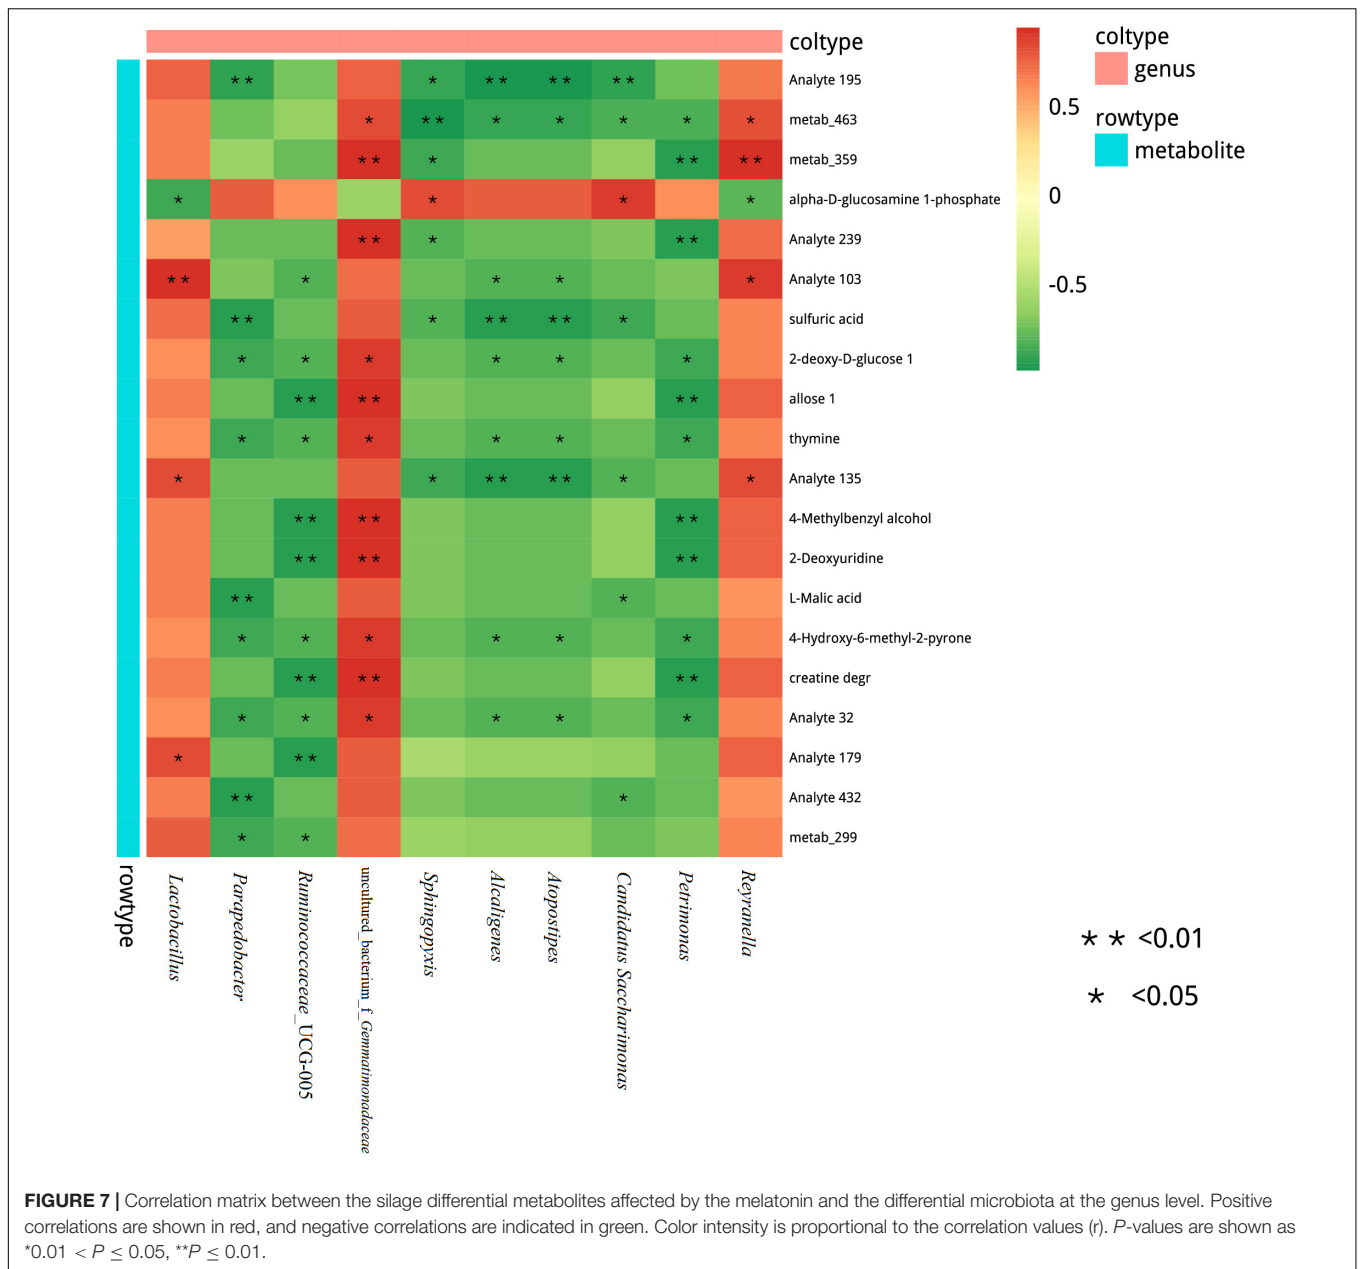 coltype
Analyte 195 ** * ** ** **
metab_463 * ** * * * * *
metab_359 ** * ** **
alpha-D-glucosamine 1-phosphate * * * *
Analyte 239 ** * **
Analyte 103 ** * * * *
sulfuric acid ** * ** ** *
2-deoxy-D-glucose 1 * * * * * *
allose 1 ** ** **
thymine * * * * * *
Analyte 135 * * ** ** * *
4-Methylbenzyl alcohol ** ** **
2-Deoxyuridine ** ** **
L-Malic acid ** *
4-Hydroxy-6-methyl-2-pyrone * * * * * *
creatine degr ** ** **
Analyte 32 * * * * * *
Analyte 179 * **
Analyte 432 ** *
metab_299 * *
rowtype
Lactobacillus
Parapedobacter
Ruminococcaceae_UCG-005
uncultured_bacterium_f_Gemmatimonadaceae
Sphingopyxis
Alcaligenes
Atopostipes
Candidatus Saccharimonas
Petrimonas
Reyranella
0.5
0
-0.5
coltype
genus
rowtype
metabolite
** <0.01
* <0.05
FIGURE 7 | Correlation matrix between the silage differential metabolites affected by the melatonin and the differential microbiota at the genus level. Positive
correlations are shown in red, and negative correlations are indicated in green. Color intensity is proportional to the correlation values (r). P-values are shown as
*0.01 < P ≤ 0.05, **P ≤ 0.01.